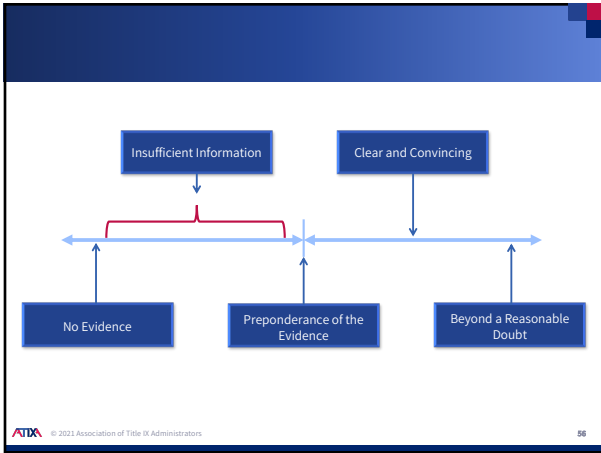 Insufficient Information
Clear and Convincing
No Evidence
Preponderance of the
Evidence
Beyond a Reasonable
Doubt
ATIXA © 2021 Association of Title IX Administrators
56